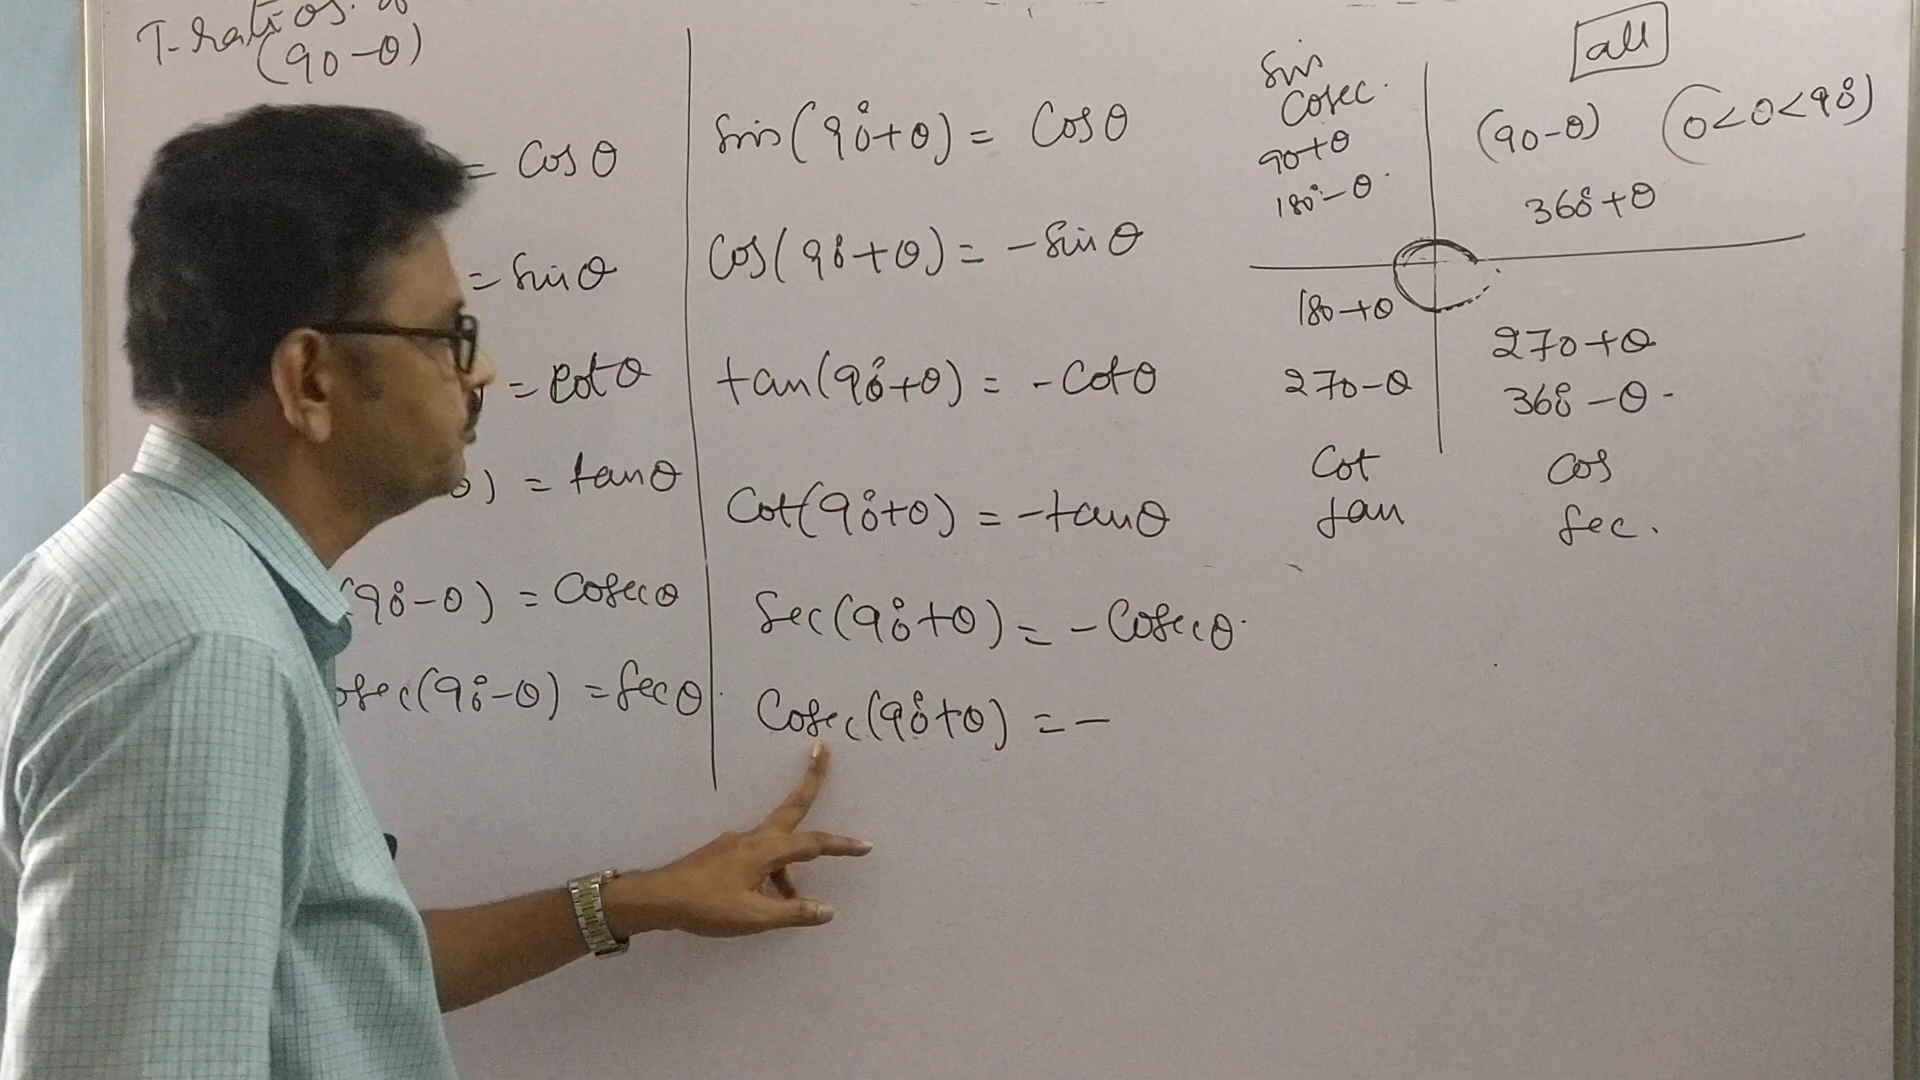 T-ratios.
(90-θ)
= cosθ
= sinθ
= cotθ
θ) = tanθ
(90°-θ) = cosecθ
osec(90°-θ) = secθ
sin(90°+θ) = cosθ
cos(90°+θ) = -sinθ
tan(90°+θ) = -cotθ
cot(90°+θ) = -tanθ
sec(90°+θ) = -cosecθ
cosec(90°+θ) = -
sin
cosec.
90+θ
180°-θ
all
(90-θ) (0<θ<90°)
360°+θ
180+θ
270-θ
cot
tan
270+θ
360°-θ
cos
sec.